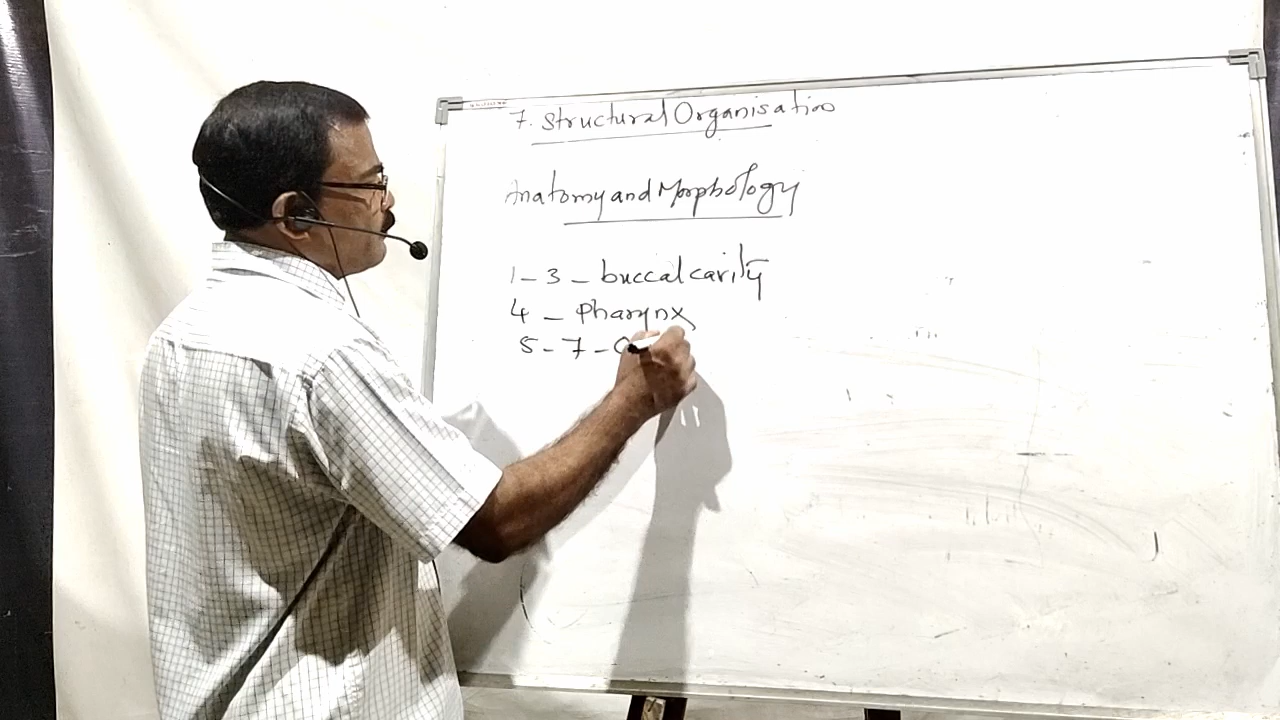 7. Structural Organisation
Anatomy and Morphology
1-3 - buccal cavity
4 - Pharynx
5-7 - O